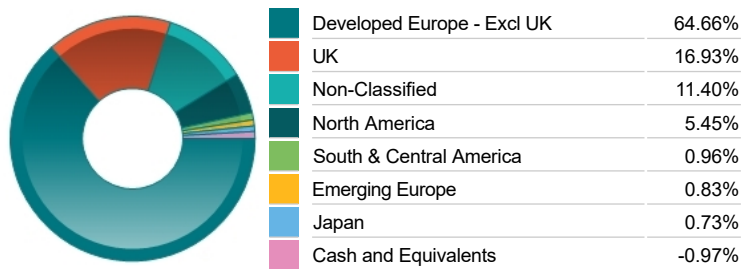 Developed Europe - Excl UK 64.66%
UK 16.93%
Non-Classified 11.40%
North America 5.45%
South & Central America 0.96%
Emerging Europe 0.83%
Japan 0.73%
Cash and Equivalents -0.97%